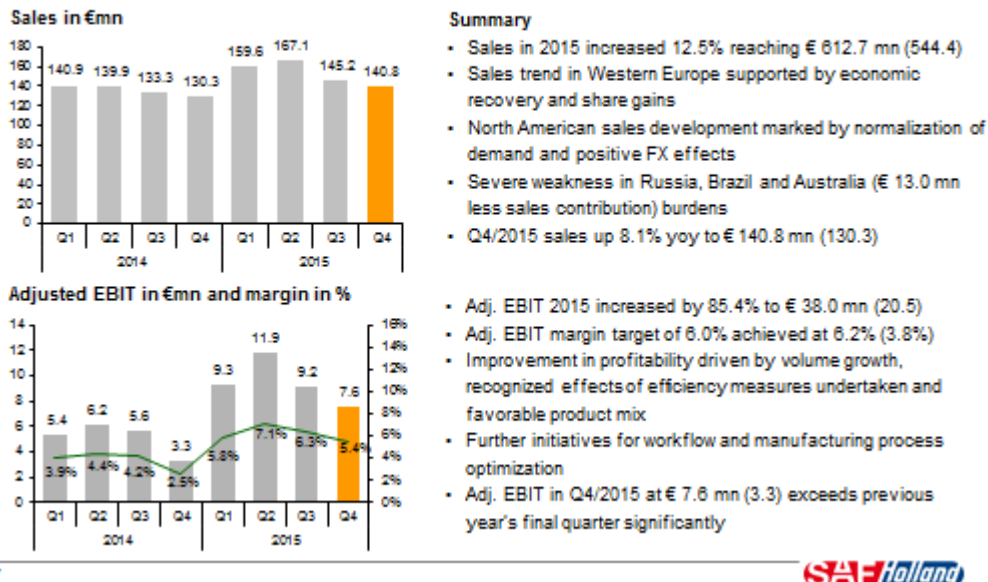 Sales in €mn
180
160
140
120
100
80
60
40
20
0
140.9 139.9 133.3 130.3 159.6 167.1 145.2 140.8
Q1 Q2 Q3 Q4 Q1 Q2 Q3 Q4
2014 2015
Summary
▪ Sales in 2015 increased 12.5% reaching € 612.7 mn (544.4)
▪ Sales trend in Western Europe supported by economic
recovery and share gains
▪ North American sales development marked by normalization of
demand and positive FX effects
▪ Severe weakness in Russia, Brazil and Australia (€ 13.0 mn
less sales contribution) burdens
▪ Q4/2015 sales up 8.1% yoy to € 140.8 mn (130.3)
Adjusted EBIT in €mn and margin in %
14
12
10
8
6
4
2
0
5.4 6.2 5.6 3.3 9.3 11.9 9.2 7.6
3.9% 4.4% 4.2% 2.5% 5.8% 7.1% 6.3% 5.4%
16%
14%
12%
10%
8%
6%
4%
2%
0%
Q1 Q2 Q3 Q4 Q1 Q2 Q3 Q4
2014 2015
▪ Adj. EBIT 2015 increased by 85.4% to € 38.0 mn (20.5)
▪ Adj. EBIT margin target of 6.0% achieved at 6.2% (3.8%)
▪ Improvement in profitability driven by volume growth,
recognized effects of efficiency measures undertaken and
favorable product mix
▪ Further initiatives for workflow and manufacturing process
optimization
▪ Adj. EBIT in Q4/2015 at € 7.6 mn (3.3) exceeds previous
year's final quarter significantly
SAF Holland